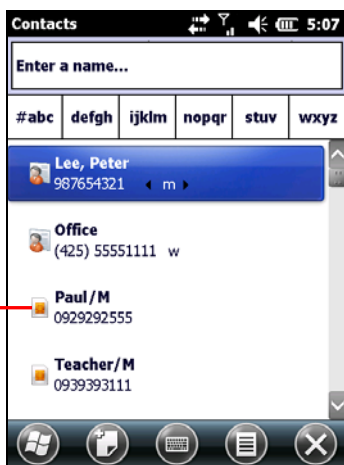 Contacts 5:07
Enter a name...
#abc defgh ijklm nopqr stuv wxyz
Lee, Peter
987654321 m
Office
(425) 55551111 w
Paul/M
0929292555
Teacher/M
0939393111